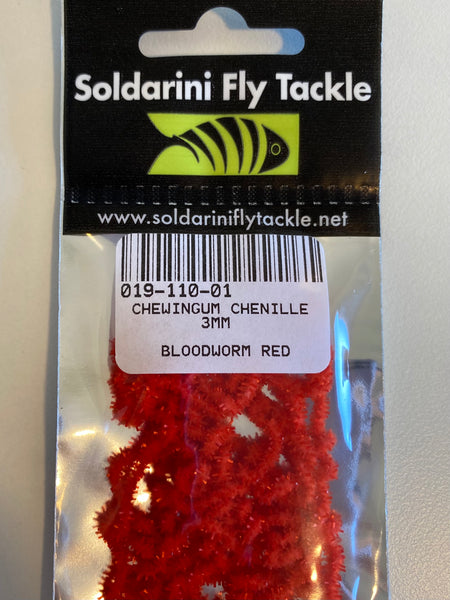 Soldarini Fly Tackle
www.soldariniflytackle.net
019-110-01
CHEWINGUM CHENILLE
3MM
BLOODWORM RED